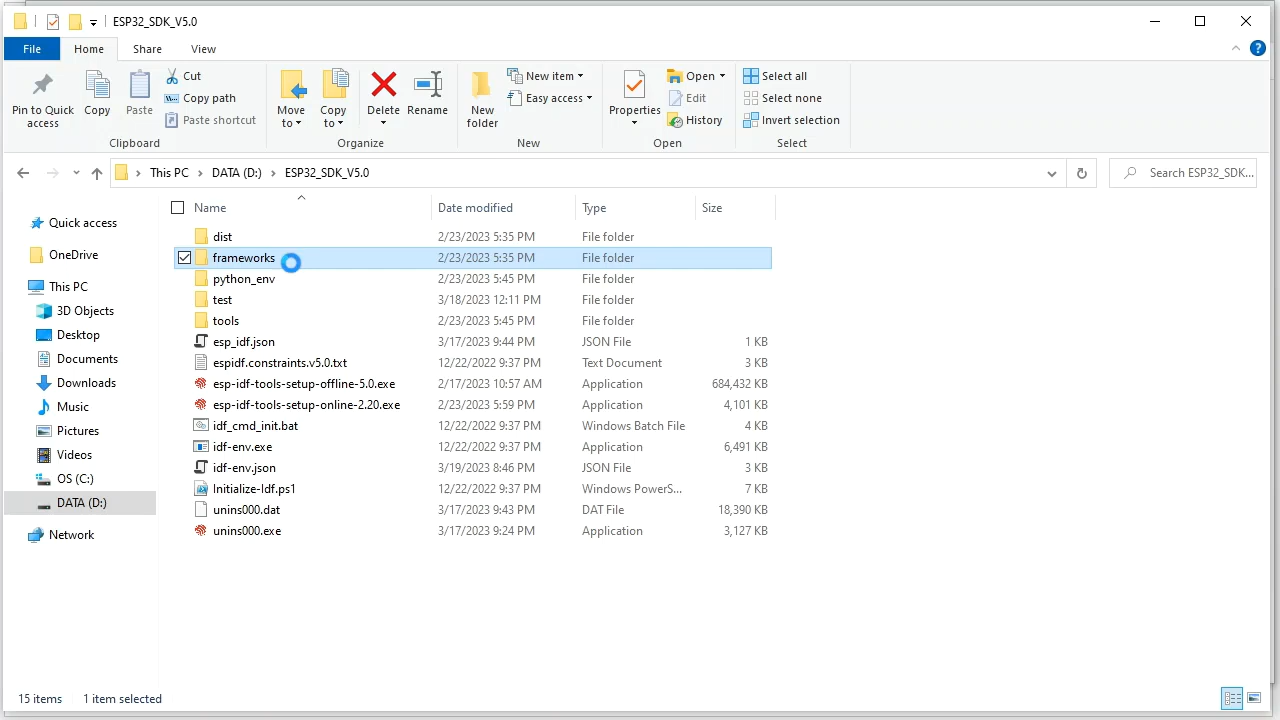 ESP32_SDK_V5.0
File Home Share View
Pin to Quick access
Copy
Paste
Cut
Copy path
Paste shortcut
Clipboard
Move to
Copy to
Delete
Rename
Organize
New folder
New item
Easy access
New
Properties
Open
Edit
History
Open
Select all
Select none
Invert selection
Select
This PC > DATA (D:) > ESP32_SDK_V5.0
Search ESP32_SDK...
Quick access
OneDrive
This PC
3D Objects
Desktop
Documents
Downloads
Music
Pictures
Videos
OS (C:)
DATA (D:)
Network
Name Date modified Type Size
dist 2/23/2023 5:35 PM File folder
frameworks 2/23/2023 5:35 PM File folder
python_env 2/23/2023 5:45 PM File folder
test 3/18/2023 12:11 PM File folder
tools 2/23/2023 5:45 PM File folder
esp_idf.json 3/17/2023 9:44 PM JSON File 1 KB
espidf.constraints.v5.0.txt 12/22/2022 9:37 PM Text Document 3 KB
esp-idf-tools-setup-offline-5.0.exe 2/17/2023 10:57 AM Application 684,432 KB
esp-idf-tools-setup-online-2.20.exe 2/23/2023 5:59 PM Application 4,101 KB
idf_cmd_init.bat 12/22/2022 9:37 PM Windows Batch File 4 KB
idf-env.exe 12/22/2022 9:37 PM Application 6,491 KB
idf-env.json 3/19/2023 8:46 PM JSON File 3 KB
Initialize-Idf.ps1 12/22/2022 9:37 PM Windows PowerS... 7 KB
unins000.dat 3/17/2023 9:43 PM DAT File 18,390 KB
unins000.exe 3/17/2023 9:24 PM Application 3,127 KB
15 items 1 item selected